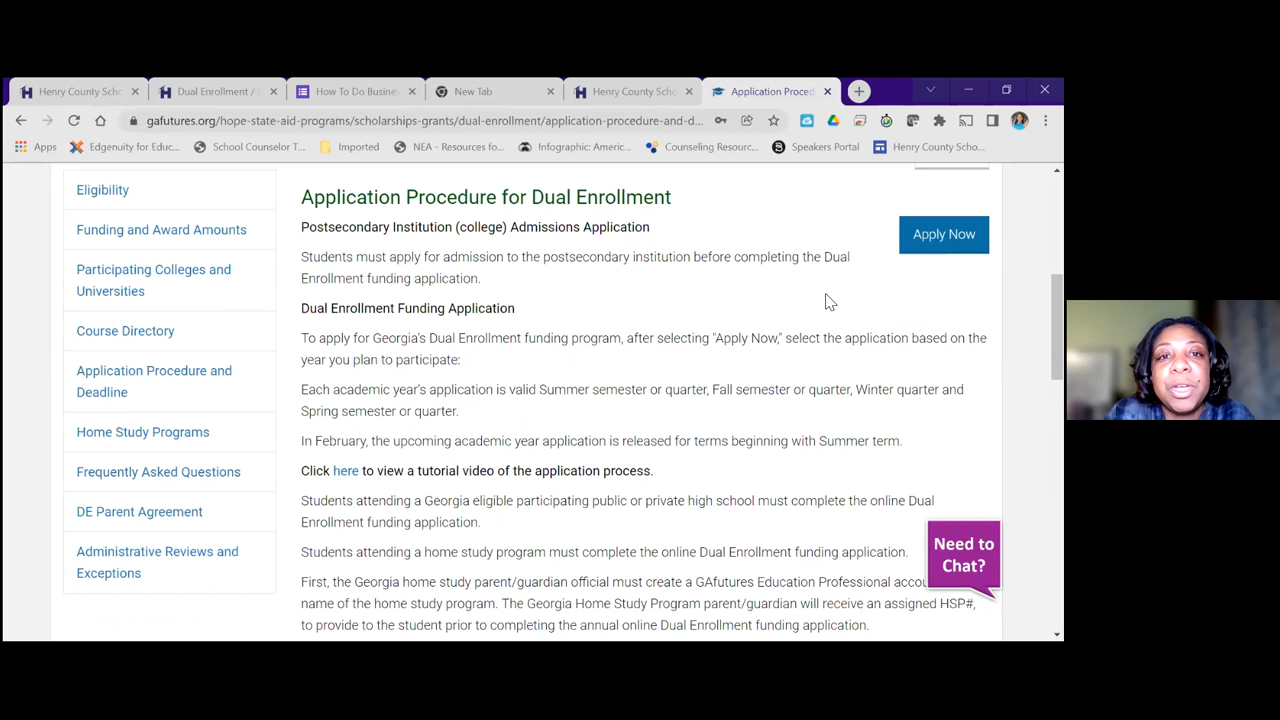 Henry County Scho
Dual Enrollment /
How To Do Busine
New Tab
Henry County Sch
Application Proced
gafutures.org/hope-state-aid-programs/scholarships-grants/dual-enrollment/application-procedure-and-d...
Apps
Edgenuity for Educ...
School Counselor T...
Imported
NEA - Resources fo...
Infographic: Americ...
Counseling Resourc...
Speakers Portal
Henry County Scho...
Eligibility
Funding and Award Amounts
Participating Colleges and
Universities
Course Directory
Application Procedure and
Deadline
Home Study Programs
Frequently Asked Questions
DE Parent Agreement
Administrative Reviews and
Exceptions
Application Procedure for Dual Enrollment
Postsecondary Institution (college) Admissions Application
Apply Now
Students must apply for admission to the postsecondary institution before completing the Dual
Enrollment funding application.
Dual Enrollment Funding Application
To apply for Georgia's Dual Enrollment funding program, after selecting "Apply Now," select the application based on the
year you plan to participate:
Each academic year's application is valid Summer semester or quarter, Fall semester or quarter, Winter quarter and
Spring semester or quarter.
In February, the upcoming academic year application is released for terms beginning with Summer term.
Click here to view a tutorial video of the application process.
Students attending a Georgia eligible participating public or private high school must complete the online Dual
Enrollment funding application.
Students attending a home study program must complete the online Dual Enrollment funding application.
First, the Georgia home study parent/guardian official must create a GAfutures Education Professional accou
name of the home study program. The Georgia Home Study Program parent/guardian will receive an assigned HSP#,
to provide to the student prior to completing the annual online Dual Enrollment funding application.
Need to
Chat?